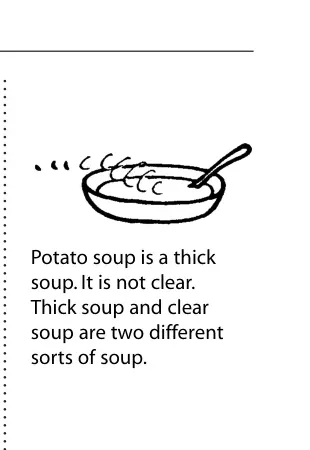 Potato soup is a thick
soup. It is not clear.
Thick soup and clear
soup are two different
sorts of soup.